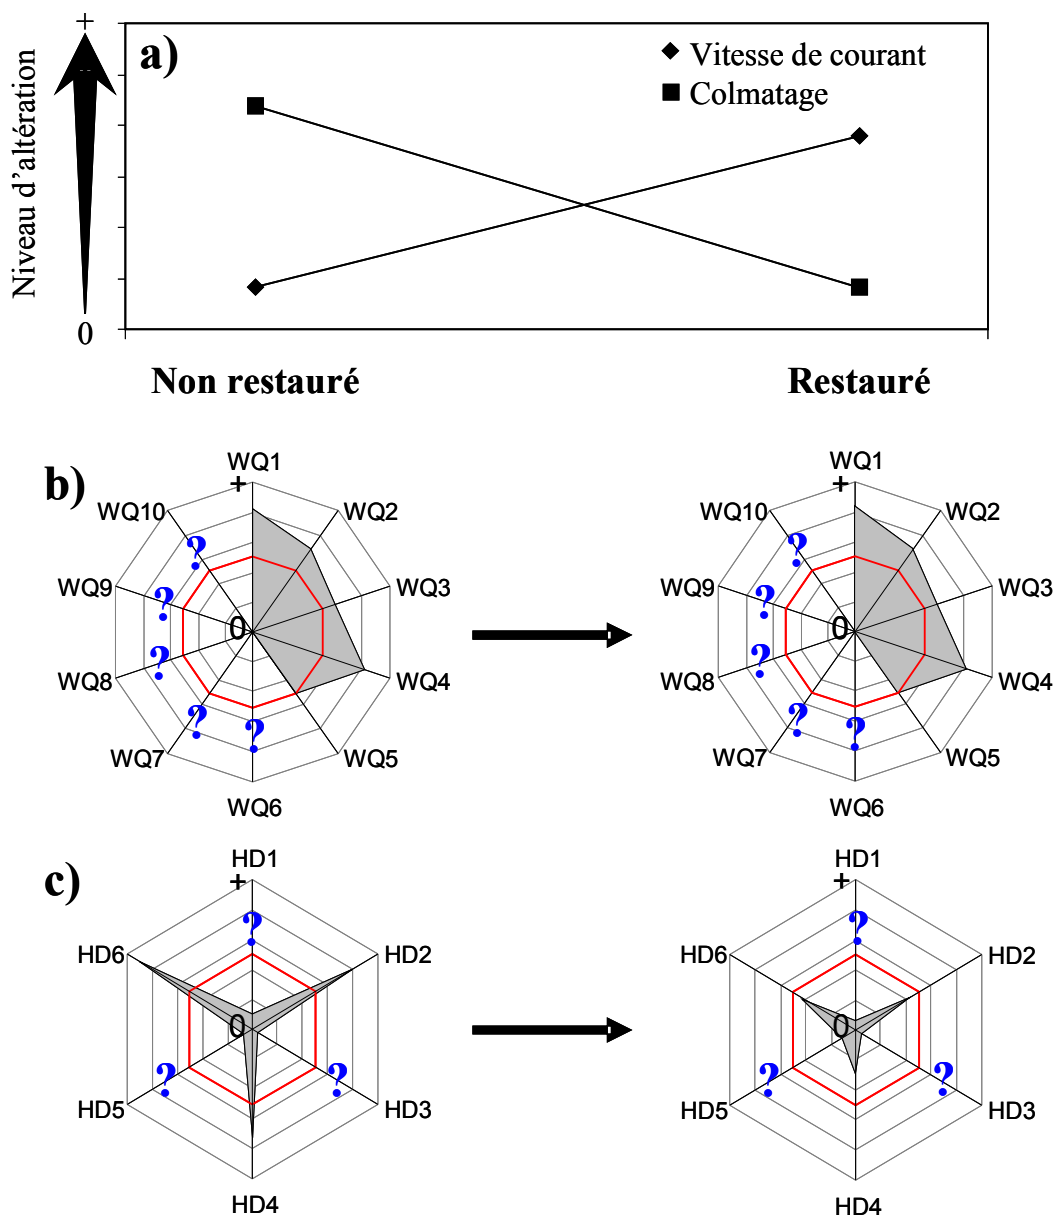 +
a)
Vitesse de courant
Colmatage
Niveau d'altération
0
Non restauré
Restauré
b)
WQ1
+
WQ2
WQ3
WQ4
WQ5
WQ6
WQ7
WQ8
WQ9
WQ10
0
?
?
?
?
?
WQ1
+
WQ2
WQ3
WQ4
WQ5
WQ6
WQ7
WQ8
WQ9
WQ10
0
?
?
?
?
?
c)
HD1
+
HD2
HD3
HD4
HD5
HD6
0
?
?
?
HD1
+
HD2
HD3
HD4
HD5
HD6
0
?
?
?